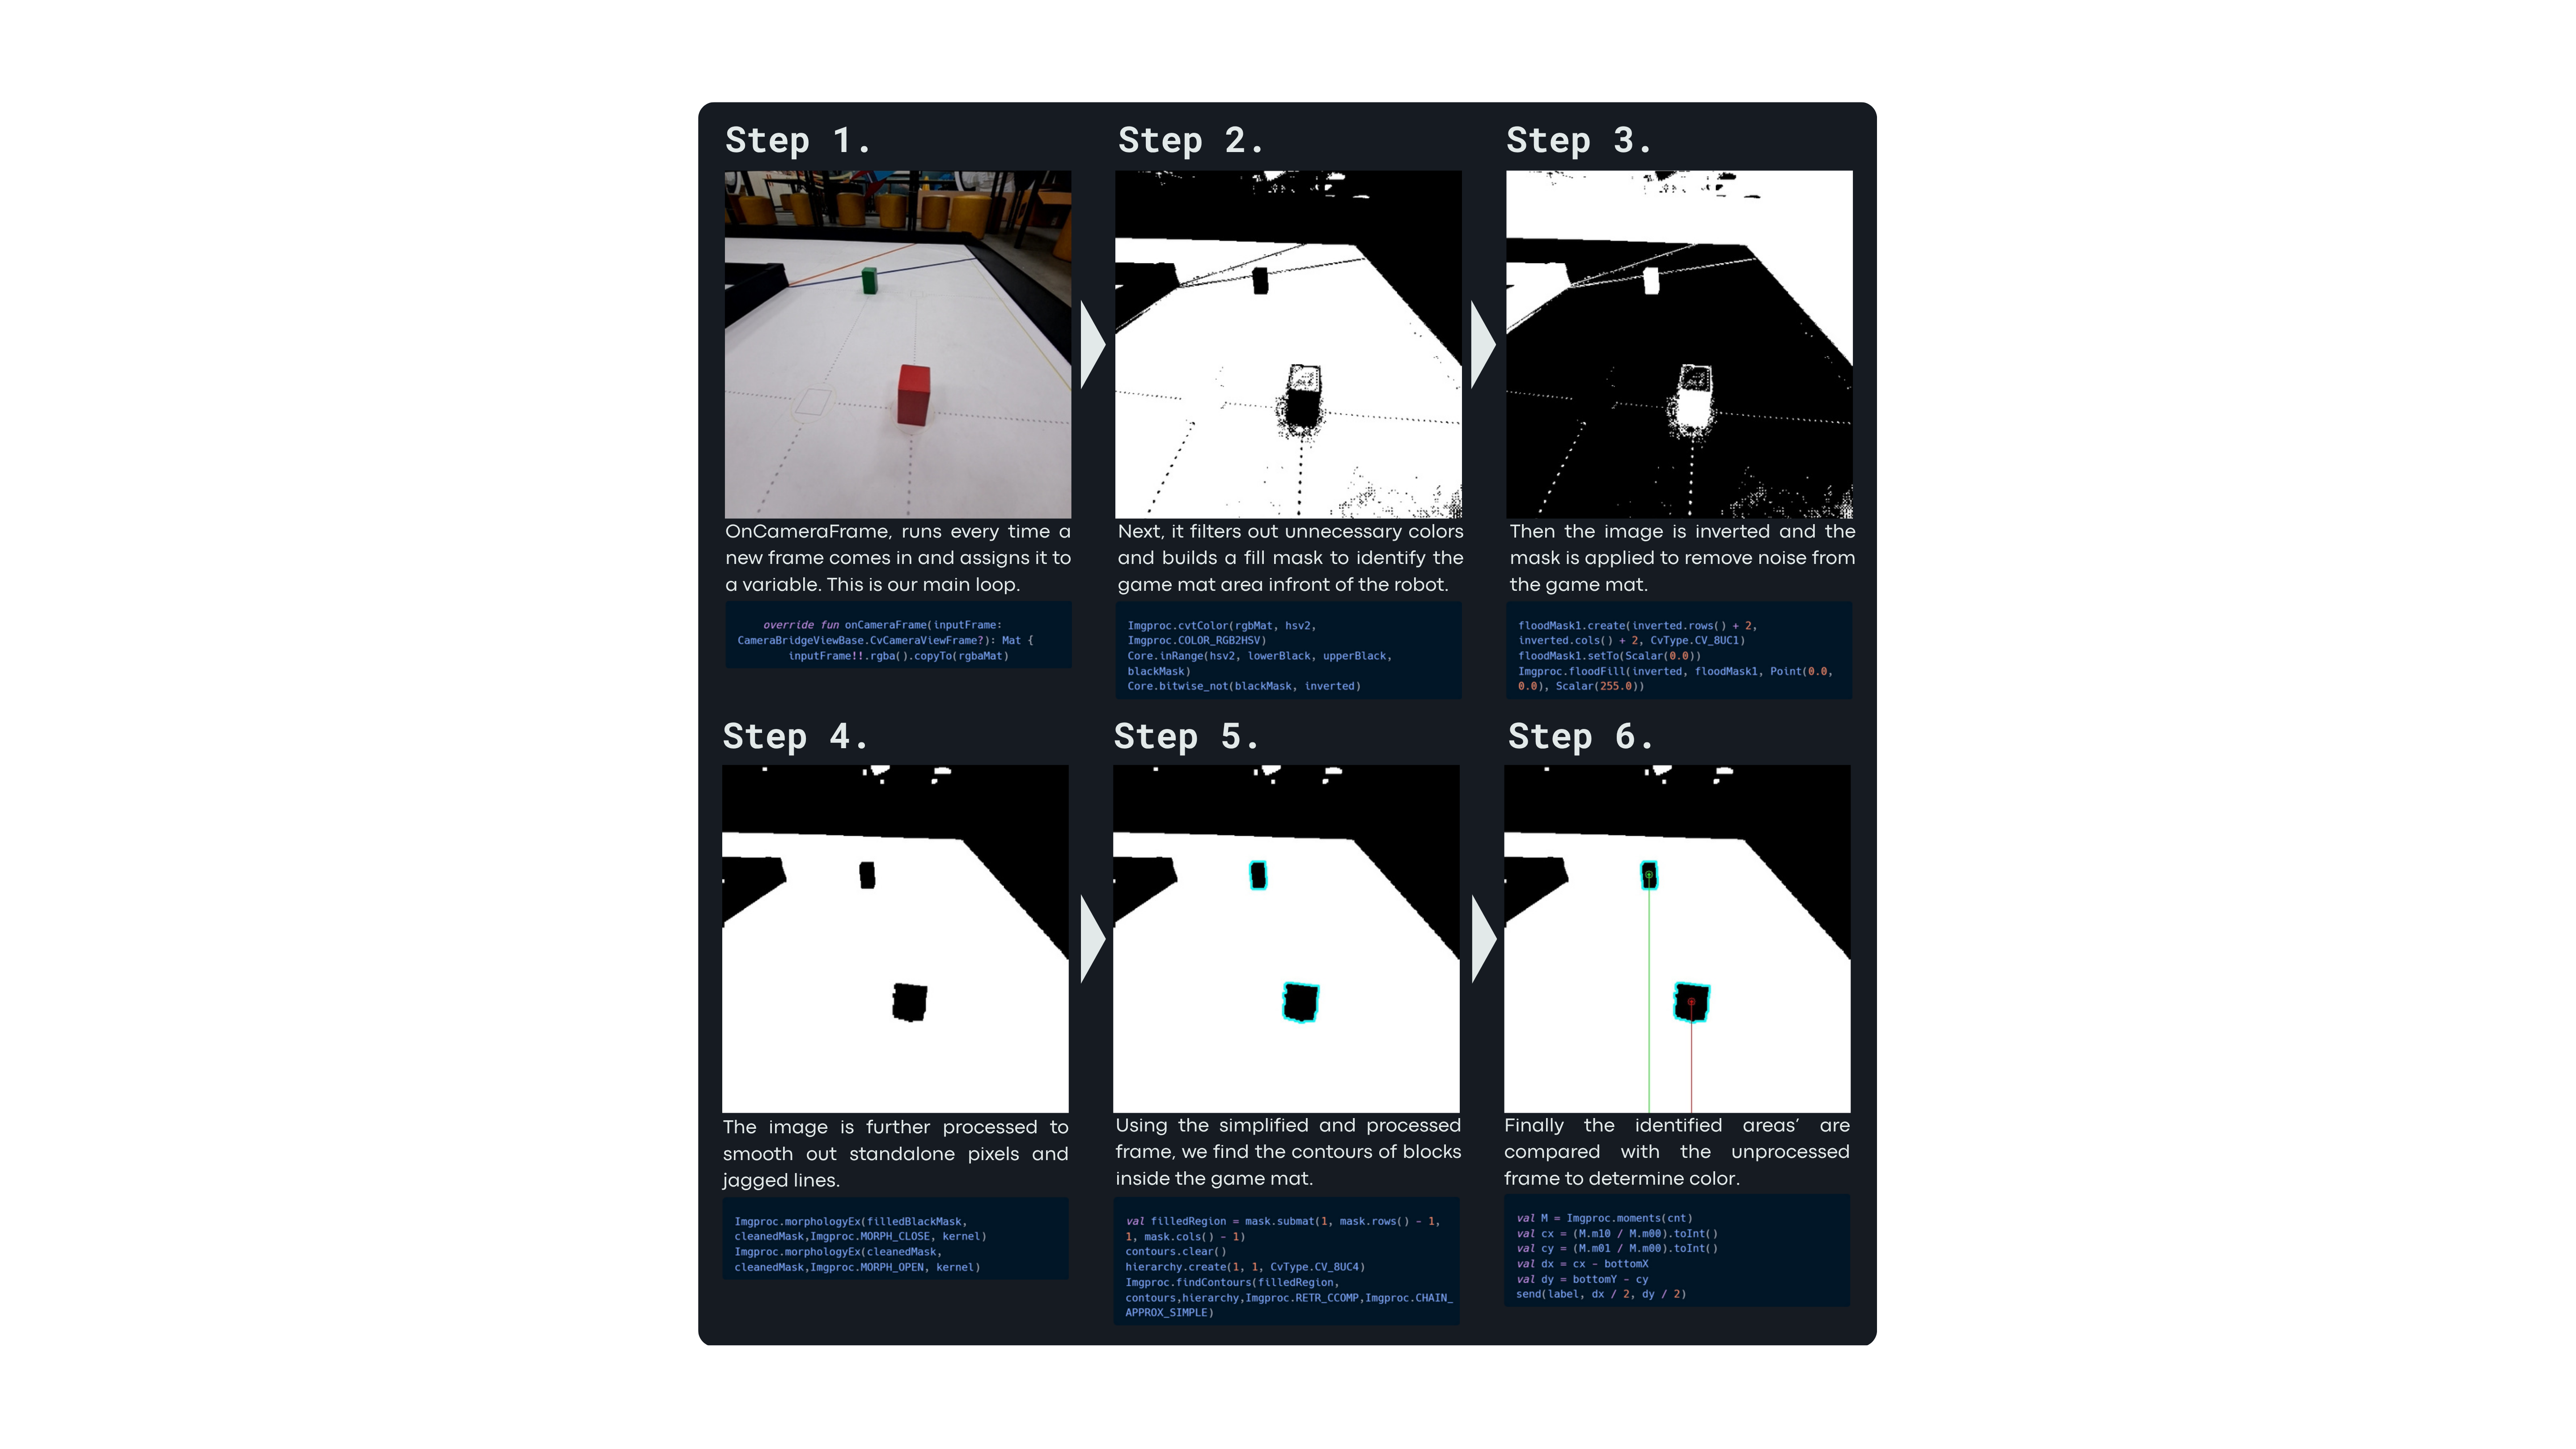 Step 1.
OnCameraFrame, runs every time a
new frame comes in and assigns it to
a variable. This is our main loop.
override fun onCameraFrame(inputFrame:
CameraBridgeViewBase.CvCameraViewFrame?): Mat {
inputFrame!!.rgba().copyTo(rgbaMat)
Step 2.
Next, it filters out unnecessary colors
and builds a fill mask to identify the
game mat area infront of the robot.
Imgproc.cvtColor(rgbMat, hsv2,
Imgproc.COLOR_RGB2HSV)
Core.inRange(hsv2, lowerBlack, upperBlack,
blackMask)
Core.bitwise_not(blackMask, inverted)
Step 3.
Then the image is inverted and the
mask is applied to remove noise from
the game mat.
floodMask1.create(inverted.rows() + 2,
inverted.cols() + 2, CvType.CV_8UC1)
floodMask1.setTo(Scalar(0.0))
Imgproc.floodFill(inverted, floodMask1, Point(0.0,
0.0), Scalar(255.0))
Step 4.
The image is further processed to
smooth out standalone pixels and
jagged lines.
Imgproc.morphologyEx(filledBlackMask,
cleanedMask,Imgproc.MORPH_CLOSE, kernel)
Imgproc.morphologyEx(cleanedMask,
cleanedMask,Imgproc.MORPH_OPEN, kernel)
Step 5.
Using the simplified and processed
frame, we find the contours of blocks
inside the game mat.
val filledRegion = mask.submat(1, mask.rows() - 1,
1, mask.cols() - 1)
contours.clear()
hierarchy.create(1, 1, CvType.CV_8UC4)
Imgproc.findContours(filledRegion,
contours,hierarchy,Imgproc.RETR_CCOMP,Imgproc.CHAIN_
APPROX_SIMPLE)
Step 6.
Finally the identified areas’ are
compared with the unprocessed
frame to determine color.
val M = Imgproc.moments(cnt)
val cx = (M.m10 / M.m00).toInt()
val cy = (M.m01 / M.m00).toInt()
val dx = cx - bottomX
val dy = bottomY - cy
send(label, dx / 2, dy / 2)